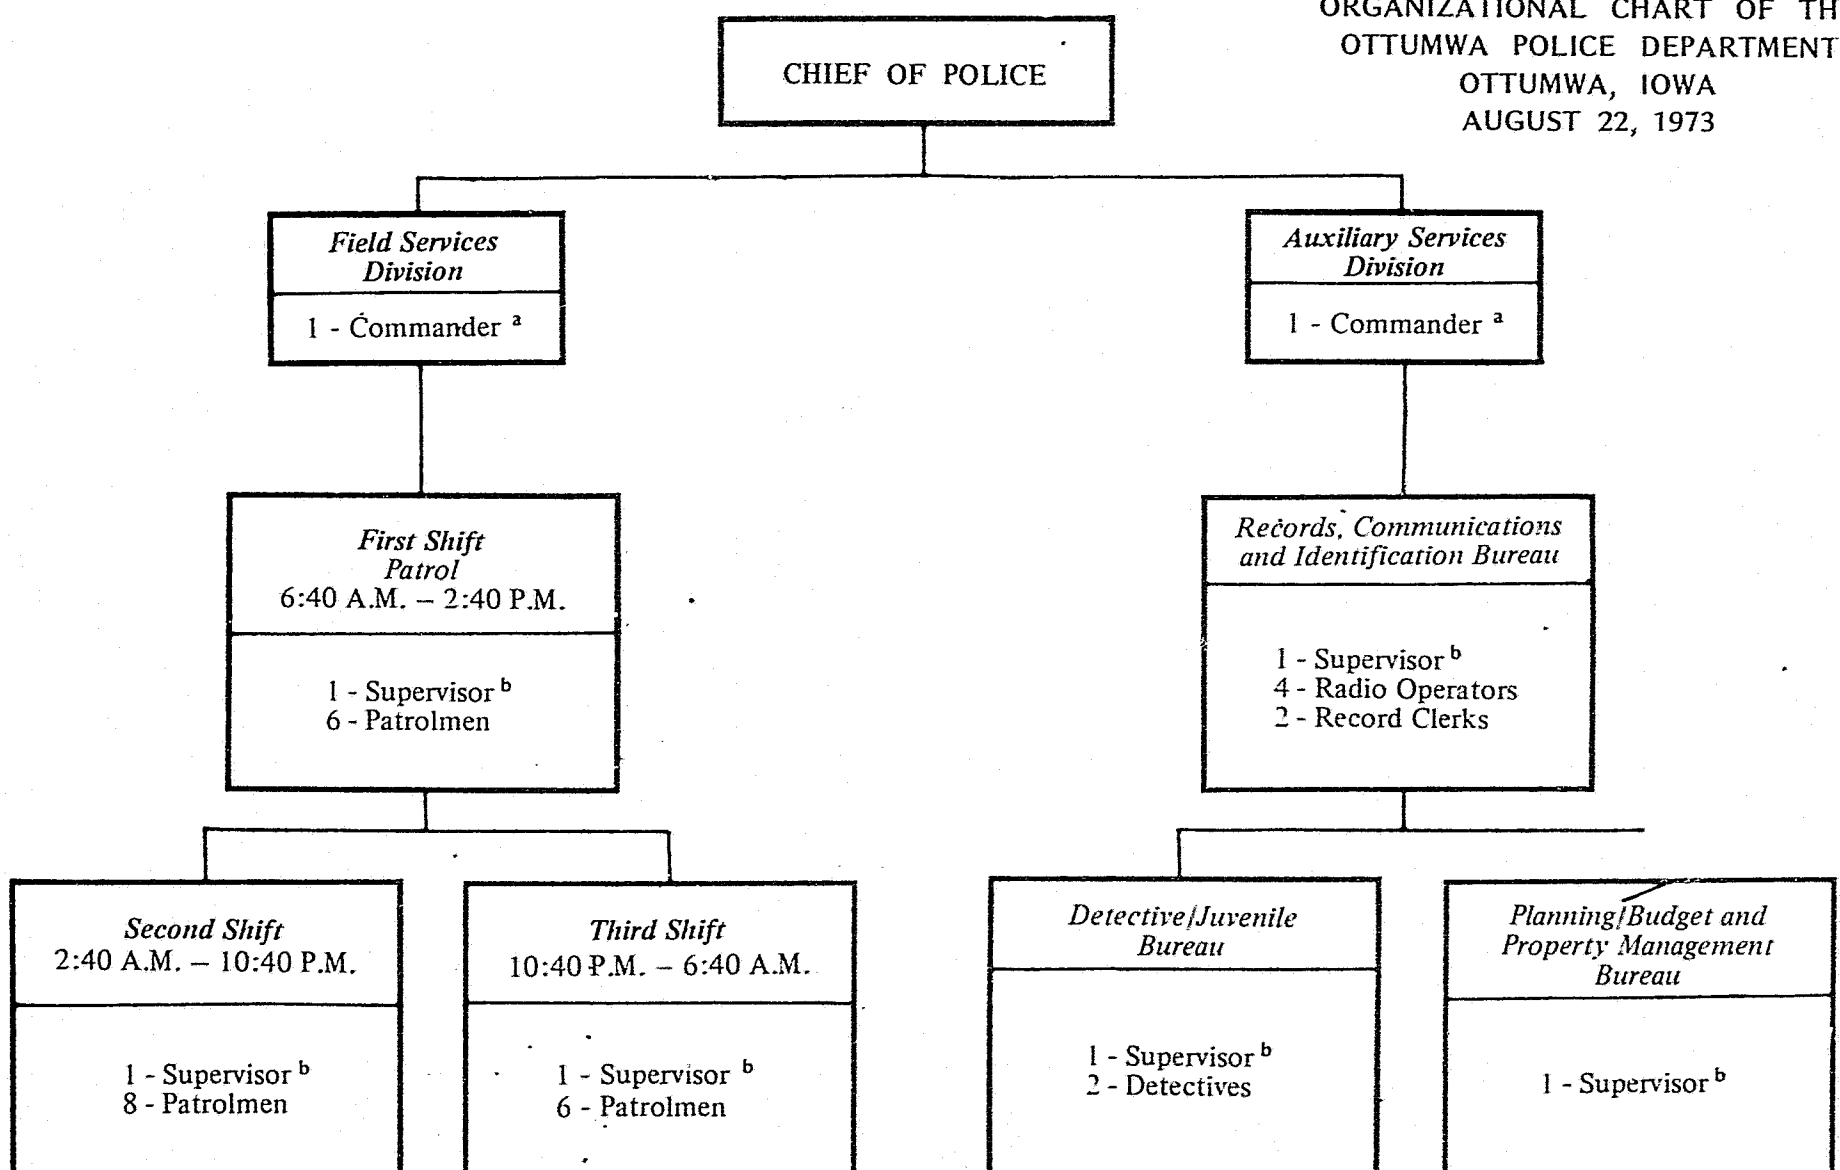 ORGANIZATIONAL CHART OF TH
OTTUMWA POLICE DEPARTMENT
OTTUMWA, IOWA
AUGUST 22, 1973
CHIEF OF POLICE
Field Services
Division
1 - Commander a
Auxiliary Services
Division
1 - Commander a
First Shift
Patrol
6:40 A.M. – 2:40 P.M.
1 - Supervisor b
6 - Patrolmen
Records, Communications
and Identification Bureau
1 - Supervisor b
4 - Radio Operators
2 - Record Clerks
Second Shift
2:40 A.M. – 10:40 P.M.
1 - Supervisor b
8 - Patrolmen
Third Shift
10:40 P.M. – 6:40 A.M.
1 - Supervisor b
6 - Patrolmen
Detective/Juvenile
Bureau
1 - Supervisor b
2 - Detectives
Planning/Budget and
Property Management
Bureau
1 - Supervisor b